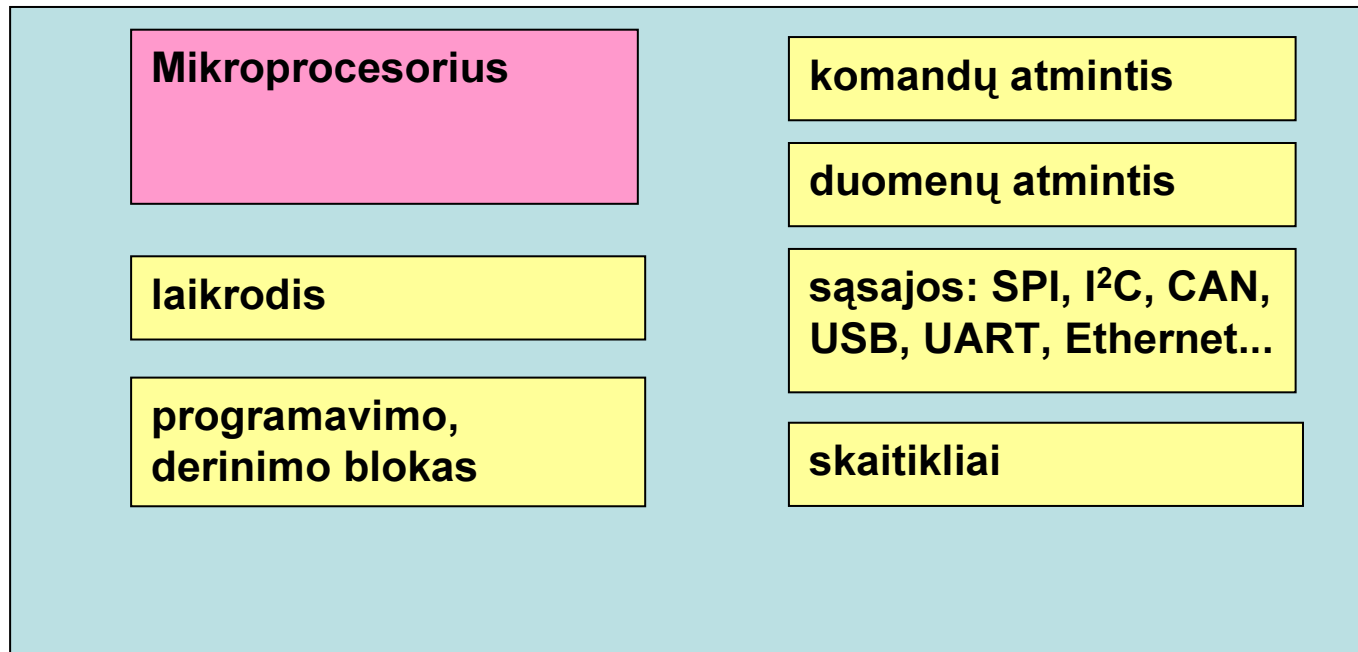 Mikroprocesorius
laikrodis
programavimo,
derinimo blokas
komandų atmintis
duomenų atmintis
sąsajos: SPI, I²C, CAN,
USB, UART, Ethernet...
skaitikliai